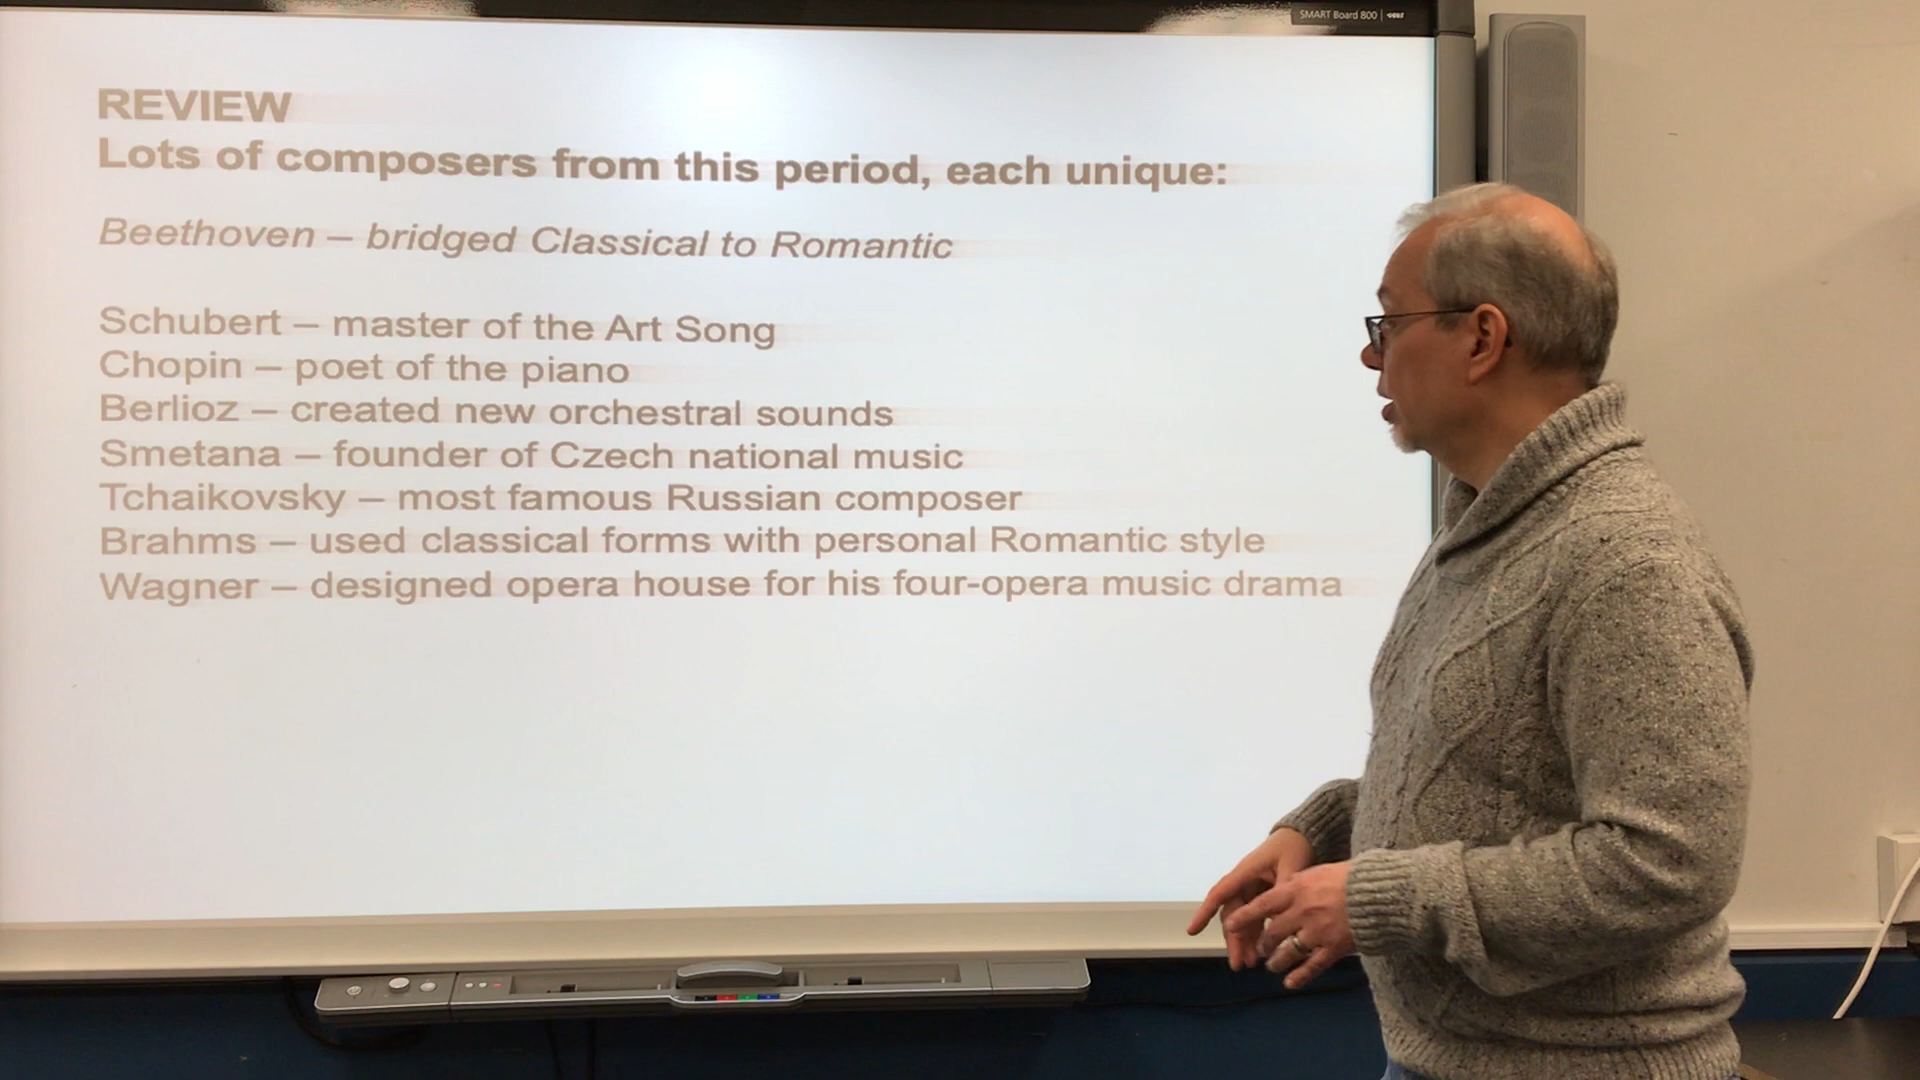 SMART Board 800
REVIEW
Lots of composers from this period, each unique:
Beethoven – bridged Classical to Romantic
Schubert – master of the Art Song
Chopin – poet of the piano
Berlioz – created new orchestral sounds
Smetana – founder of Czech national music
Tchaikovsky – most famous Russian composer
Brahms – used classical forms with personal Romantic style
Wagner – designed opera house for his four-opera music drama